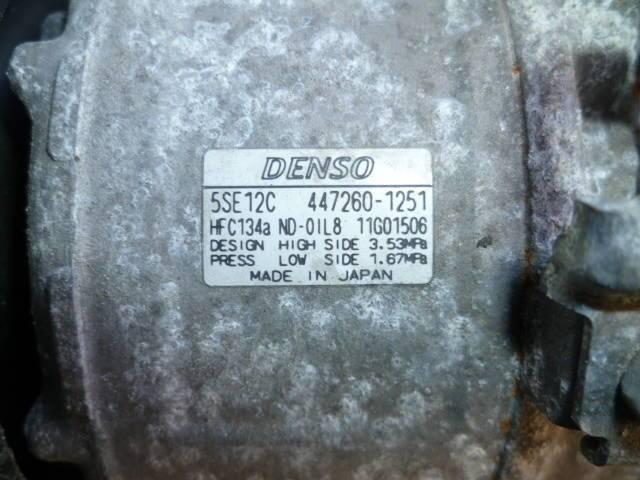 DENSO
5SE12C 447260-1251
HFC134a ND-OIL8 11G01506
DESIGN HIGH SIDE 3.53MPa
PRESS LOW SIDE 1.67MPa
MADE IN JAPAN